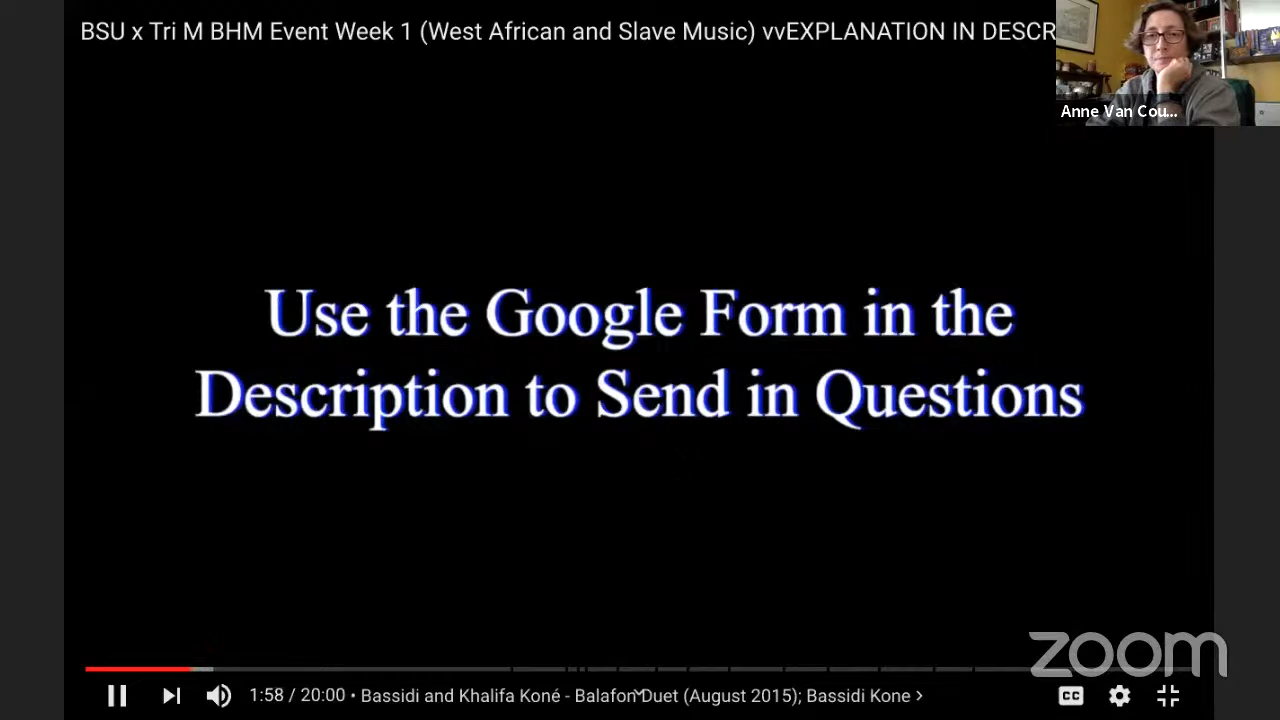 BSU x Tri M BHM Event Week 1 (West African and Slave Music) vvEXPLANATION IN DESCR
Anne Van Cou...
Use the Google Form in the
Description to Send in Questions
zoom
1:58 / 20:00 • Bassidi and Khalifa Koné - Balafon Duet (August 2015); Bassidi Kone >
CC